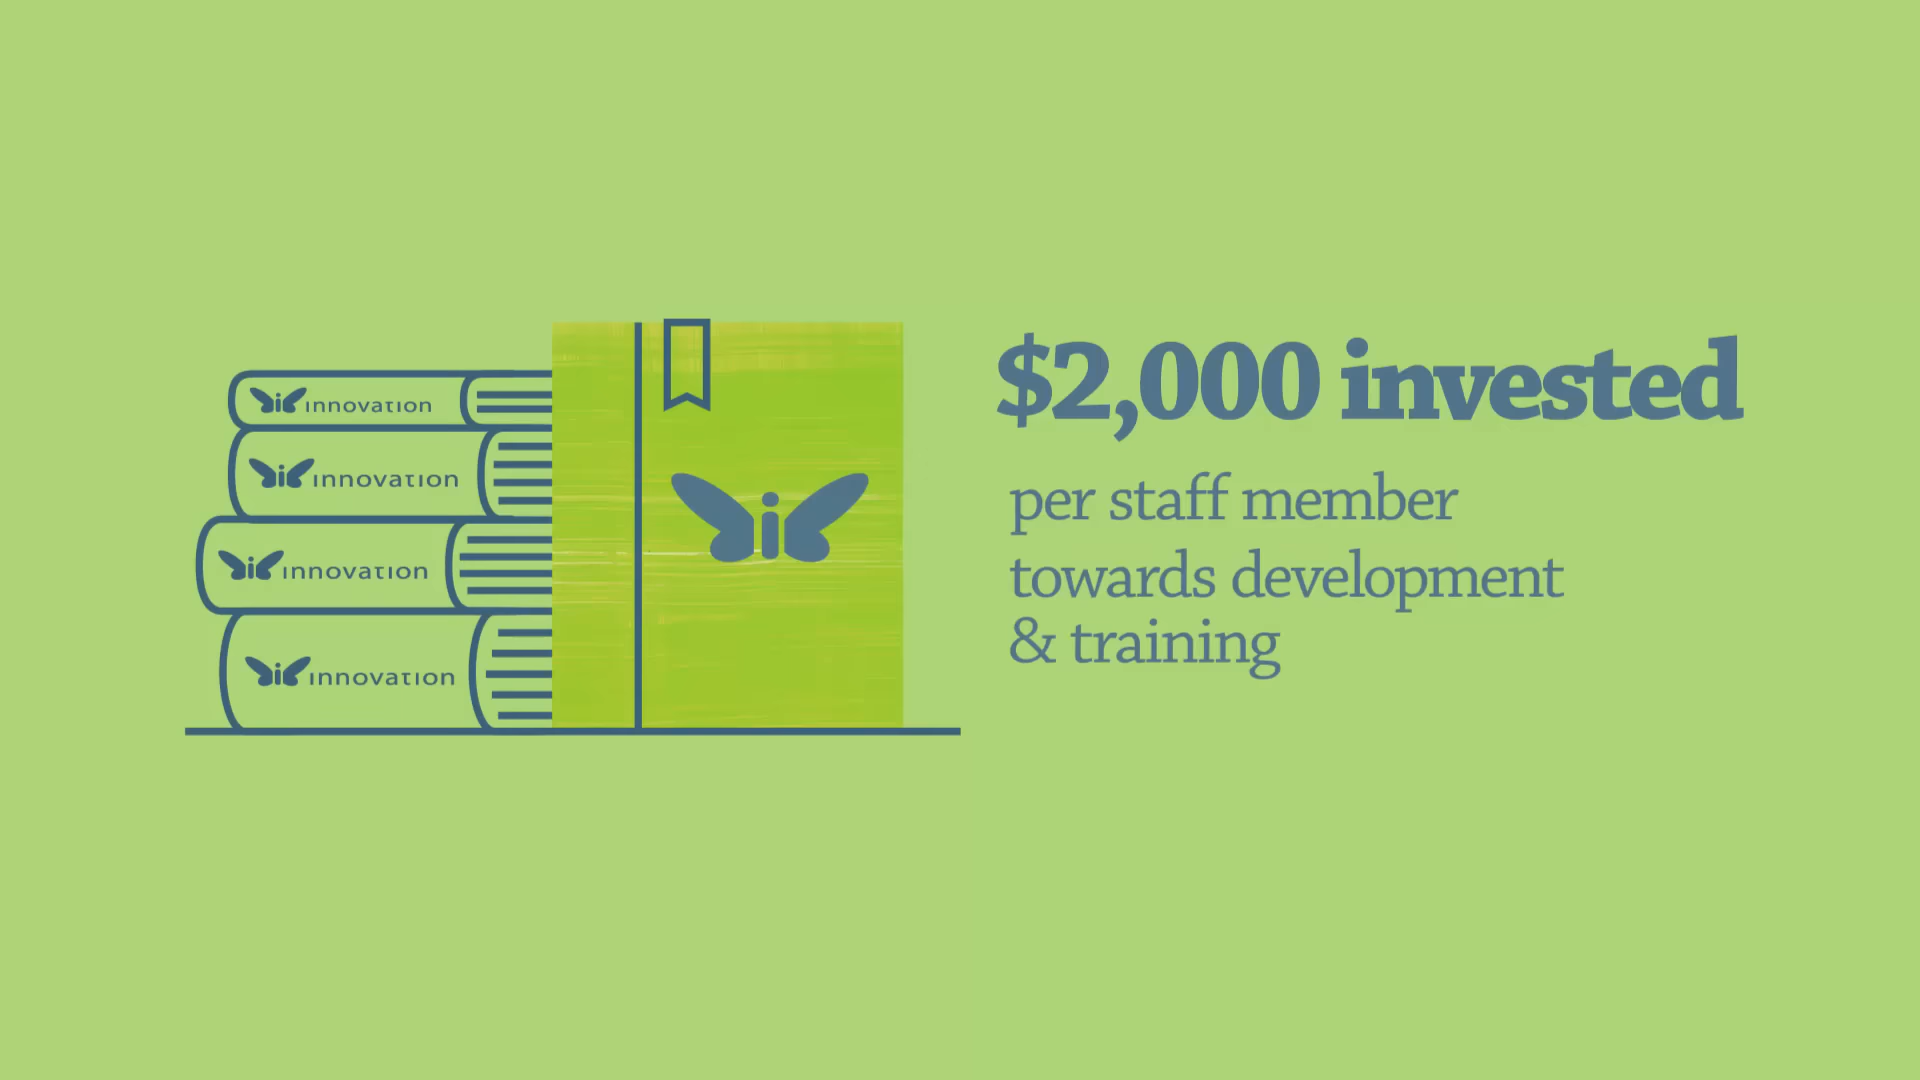 innovation
innovation
innovation
innovation
$2,000 invested
per staff member
towards development
& training